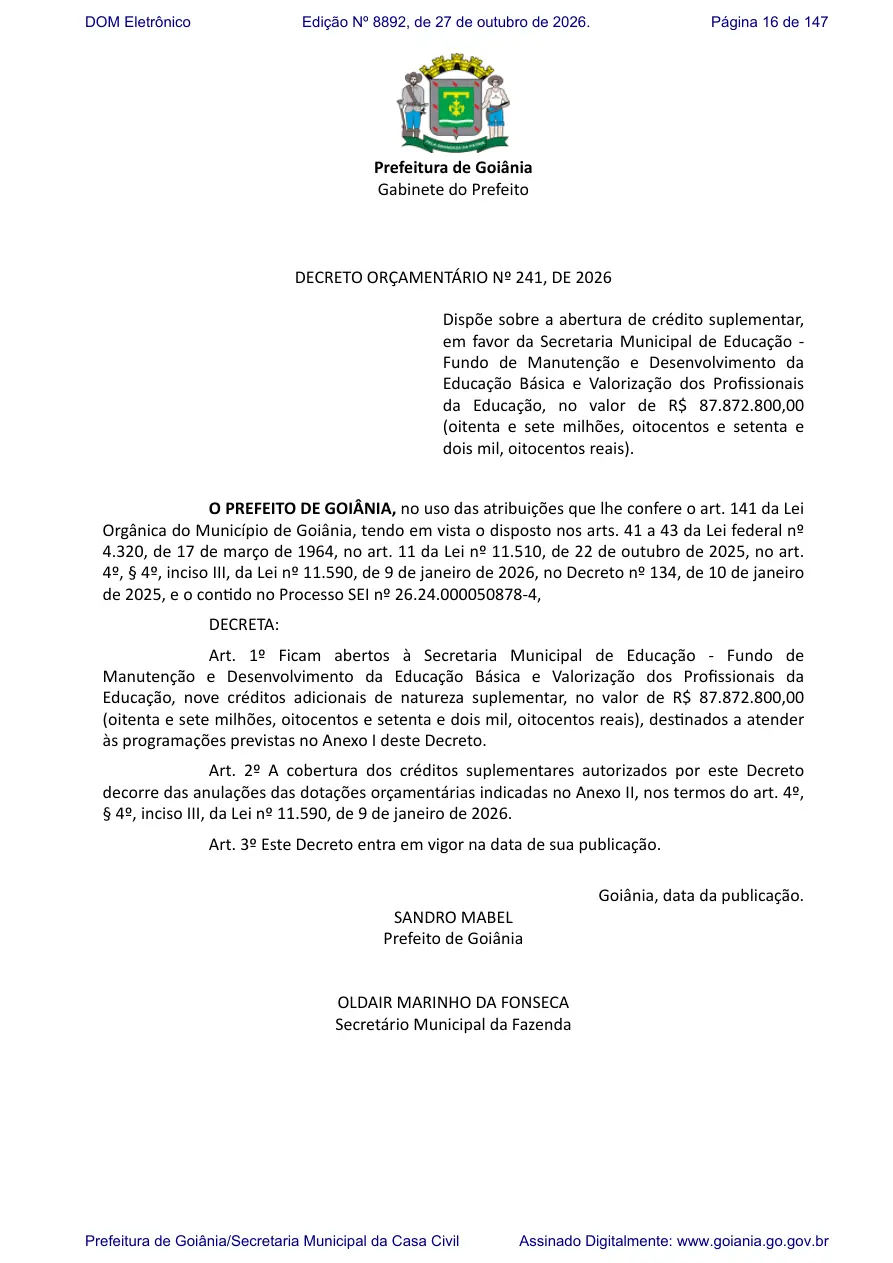 DOM Eletrônico Edição Nº 8892, de 27 de outubro de 2026. Página 16 de 147
Prefeitura de Goiânia
Gabinete do Prefeito
DECRETO ORÇAMENTÁRIO Nº 241, DE 2026
Dispõe sobre a abertura de crédito suplementar,
em favor da Secretaria Municipal de Educação -
Fundo de Manutenção e Desenvolvimento da
Educação Básica e Valorização dos Profissionais
da Educação, no valor de R$ 87.872.800,00
(oitenta e sete milhões, oitocentos e setenta e
dois mil, oitocentos reais).
O PREFEITO DE GOIÂNIA, no uso das atribuições que lhe confere o art. 141 da Lei
Orgânica do Município de Goiânia, tendo em vista o disposto nos arts. 41 a 43 da Lei federal nº
4.320, de 17 de março de 1964, no art. 11 da Lei nº 11.510, de 22 de outubro de 2025, no art.
4º, § 4º, inciso III, da Lei nº 11.590, de 9 de janeiro de 2026, no Decreto nº 134, de 10 de janeiro
de 2025, e o contido no Processo SEI nº 26.24.000050878-4,
DECRETA:
Art. 1º Ficam abertos à Secretaria Municipal de Educação - Fundo de
Manutenção e Desenvolvimento da Educação Básica e Valorização dos Profissionais da
Educação, nove créditos adicionais de natureza suplementar, no valor de R$ 87.872.800,00
(oitenta e sete milhões, oitocentos e setenta e dois mil, oitocentos reais), destinados a atender
às programações previstas no Anexo I deste Decreto.
Art. 2º A cobertura dos créditos suplementares autorizados por este Decreto
decorre das anulações das dotações orçamentárias indicadas no Anexo II, nos termos do art. 4º,
§ 4º, inciso III, da Lei nº 11.590, de 9 de janeiro de 2026.
Art. 3º Este Decreto entra em vigor na data de sua publicação.
Goiânia, data da publicação.
SANDRO MABEL
Prefeito de Goiânia
OLDAIR MARINHO DA FONSECA
Secretário Municipal da Fazenda
Prefeitura de Goiânia/Secretaria Municipal da Casa Civil Assinado Digitalmente: www.goiania.go.gov.br